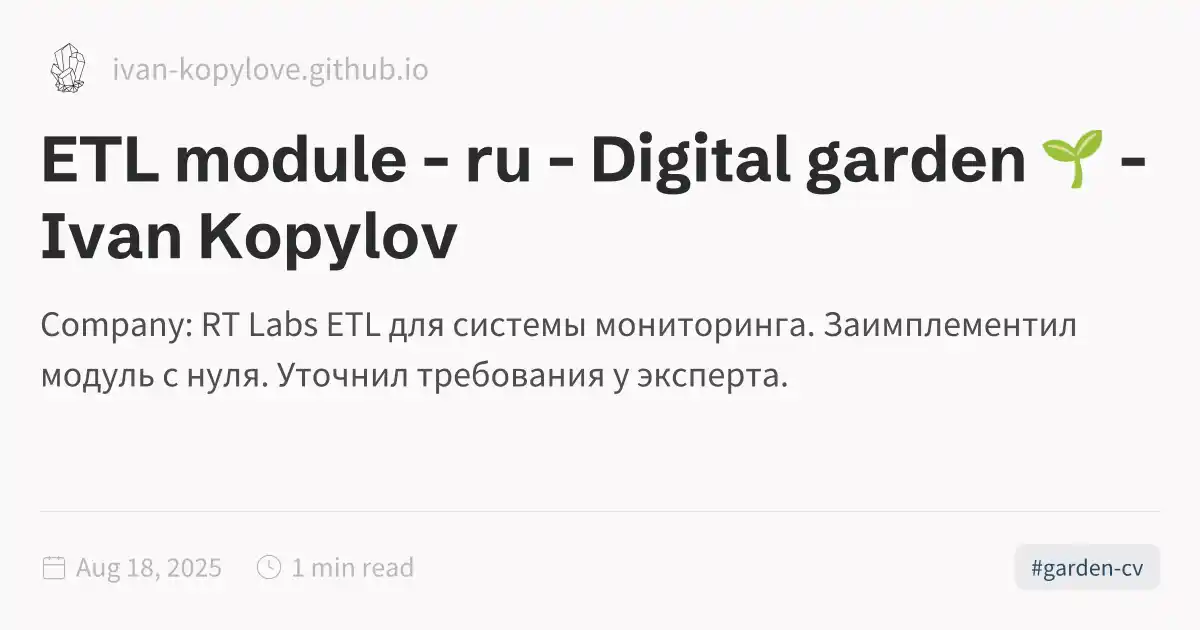 ivan-kopylove.github.io
ETL module - ru - Digital garden 🌱 -
Ivan Kopylov
Company: RT Labs ETL для системы мониторинга. Заимплементил
модуль с нуля. Уточнил требования у эксперта.
Aug 18, 2025 1 min read #garden-cv